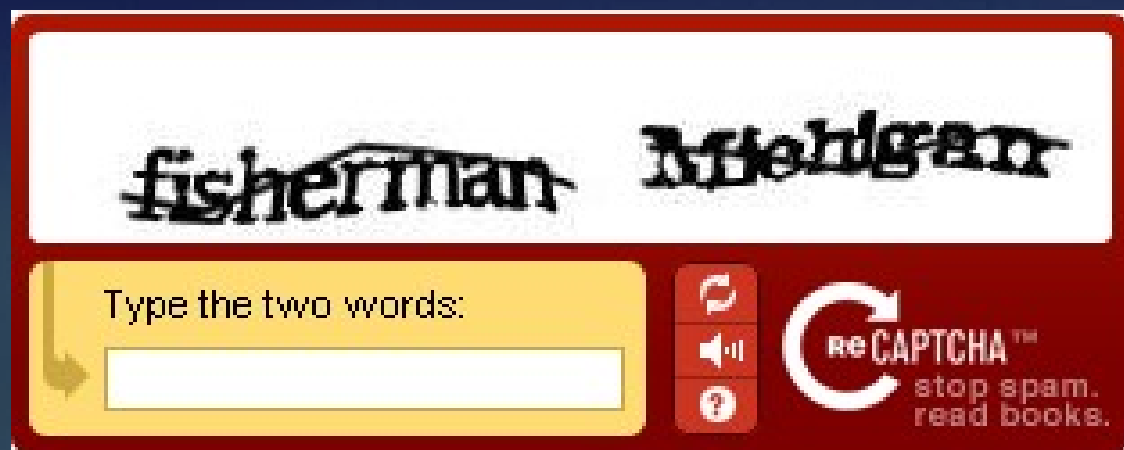 fisherman Michigan
Type the two words:
ReCAPTCHA™
stop spam.
read books.